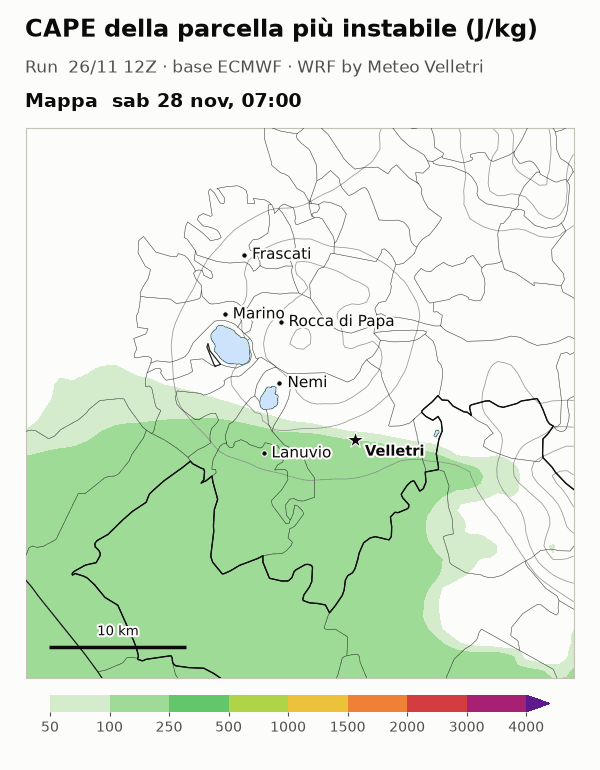 CAPE della parcella più instabile (J/kg)
Run  26/11 12Z · base ECMWF · WRF by Meteo Velletri
Mappa  sab 28 nov, 07:00
Frascati
Marino
Rocca di Papa
Nemi
Velletri
Lanuvio
10 km
50 100 250 500 1000 1500 2000 3000 4000